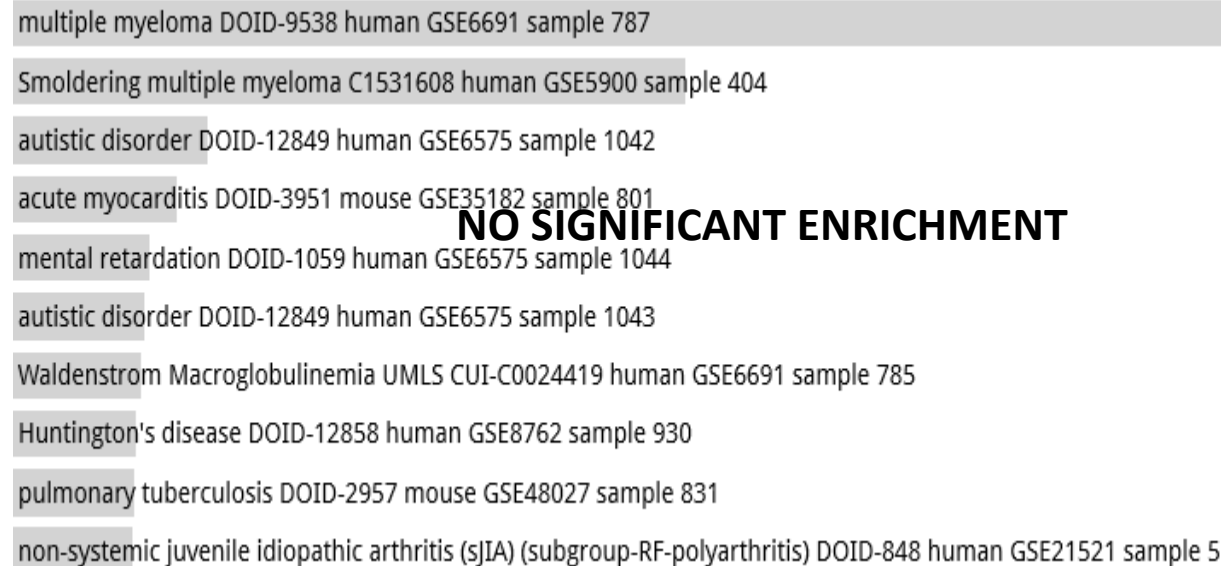 multiple myeloma DOID-9538 human GSE6691 sample 787
Smoldering multiple myeloma C1531608 human GSE5900 sample 404
autistic disorder DOID-12849 human GSE6575 sample 1042
acute myocarditis DOID-3951 mouse GSE35182 sample 801
NO SIGNIFICANT ENRICHMENT
mental retardation DOID-1059 human GSE6575 sample 1044
autistic disorder DOID-12849 human GSE6575 sample 1043
Waldenstrom Macroglobulinemia UMLS CUI-C0024419 human GSE6691 sample 785
Huntington's disease DOID-12858 human GSE8762 sample 930
pulmonary tuberculosis DOID-2957 mouse GSE48027 sample 831
non-systemic juvenile idiopathic arthritis (sJIA) (subgroup-RF-polyarthritis) DOID-848 human GSE21521 sample 5